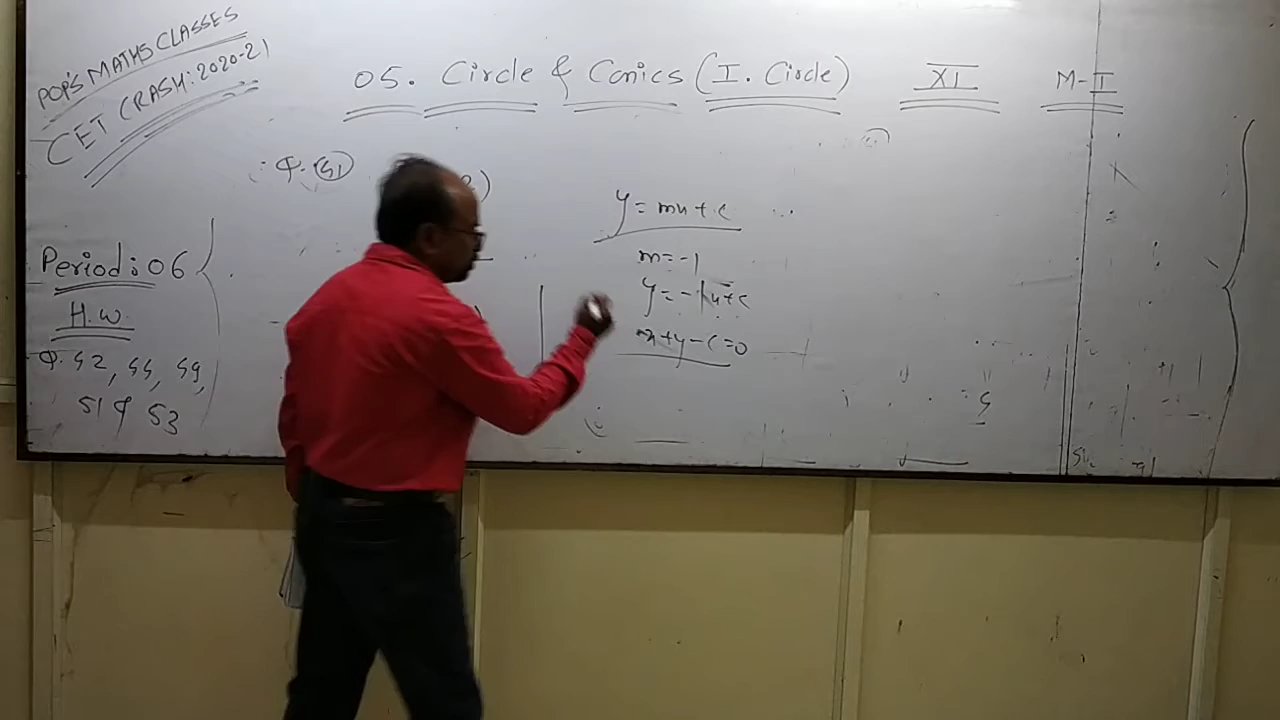 POP'S MATHS CLASSES
CET CRASH: 2020-21
05. Circle & Conics (I. Circle) XI M-I
Q. 51
2)
y = mx + c
m = -1
y = -1x + c
x + y - c = 0
Period: 06
H.W.
Q. 42, 44, 49,
51 & 53